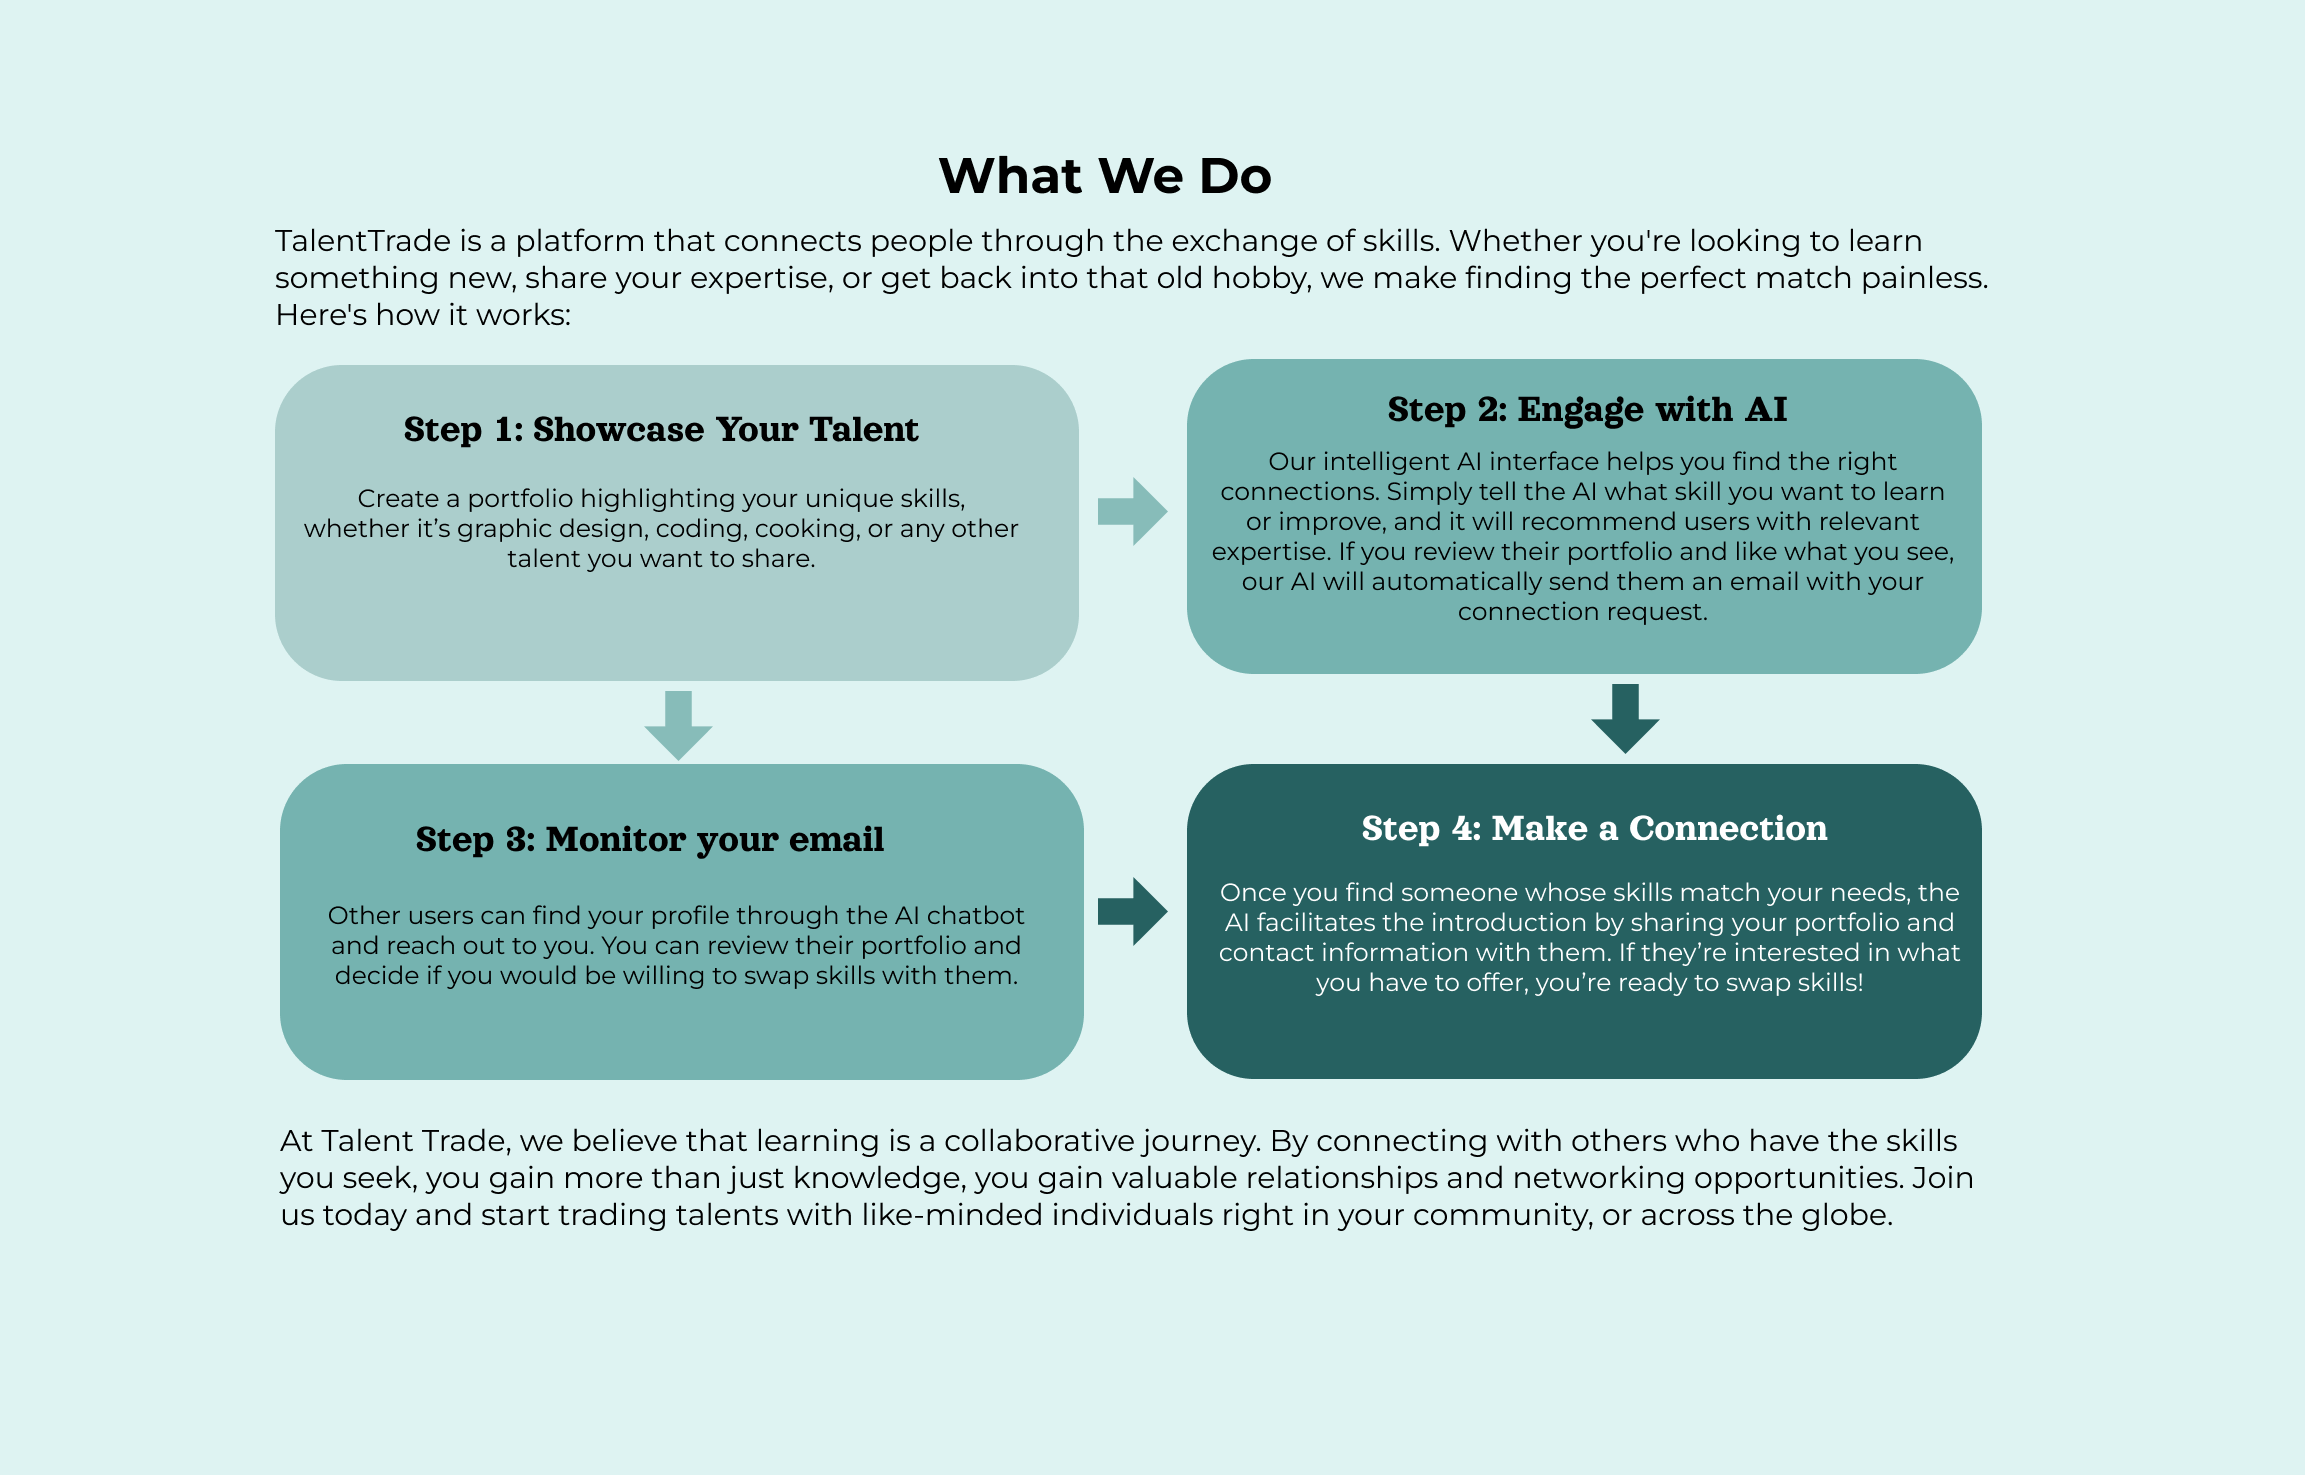 What We Do
TalentTrade is a platform that connects people through the exchange of skills. Whether you're looking to learn
something new, share your expertise, or get back into that old hobby, we make finding the perfect match painless.
Here's how it works:
Step 1: Showcase Your Talent
Create a portfolio highlighting your unique skills,
whether it’s graphic design, coding, cooking, or any other
talent you want to share.
Step 2: Engage with AI
Our intelligent AI interface helps you find the right
connections. Simply tell the AI what skill you want to learn
or improve, and it will recommend users with relevant
expertise. If you review their portfolio and like what you see,
our AI will automatically send them an email with your
connection request.
Step 3: Monitor your email
Other users can find your profile through the AI chatbot
and reach out to you. You can review their portfolio and
decide if you would be willing to swap skills with them.
Step 4: Make a Connection
Once you find someone whose skills match your needs, the
AI facilitates the introduction by sharing your portfolio and
contact information with them. If they’re interested in what
you have to offer, you’re ready to swap skills!
At Talent Trade, we believe that learning is a collaborative journey. By connecting with others who have the skills
you seek, you gain more than just knowledge, you gain valuable relationships and networking opportunities. Join
us today and start trading talents with like-minded individuals right in your community, or across the globe.